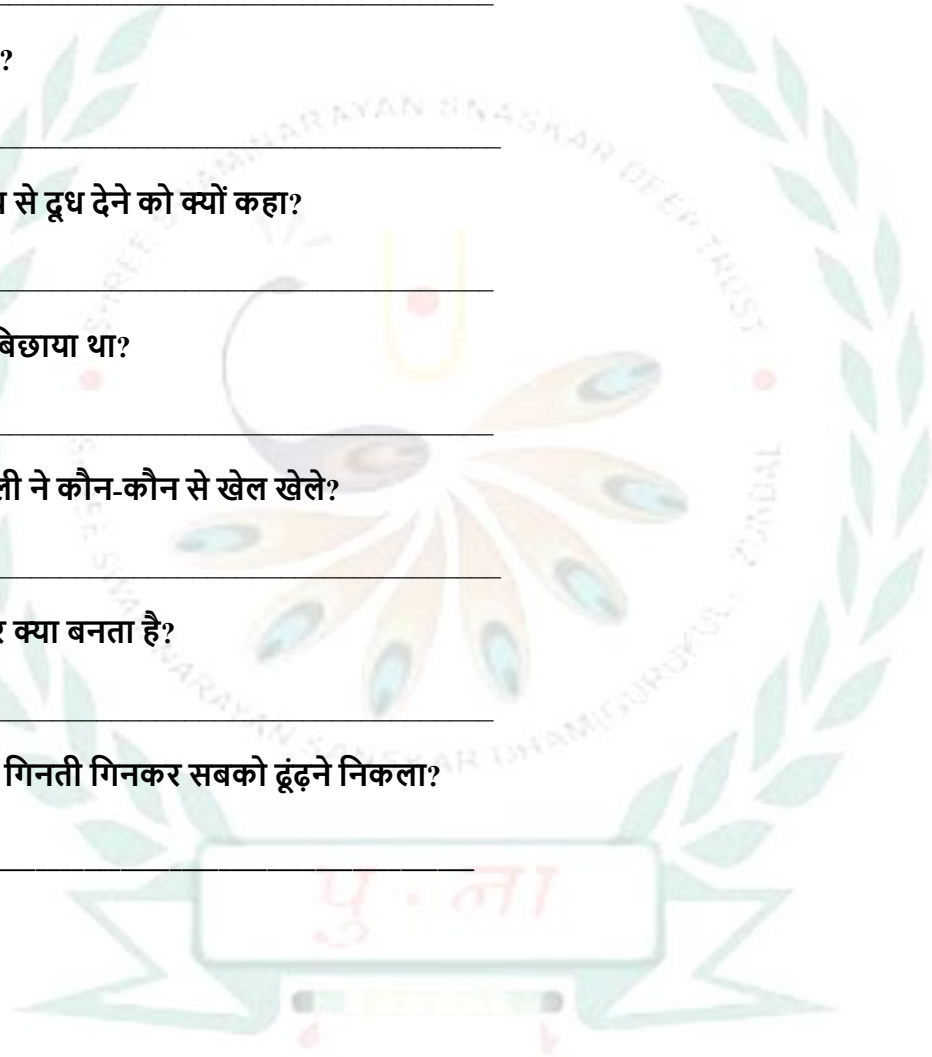 ?
से दूध देने को क्यों कहा?
बिछाया था?
ली ने कौन-कौन से खेल खेले?
क्या बनता है?
गिनती गिनकर सबको ढूंढ़ने निकला?
पु · ना